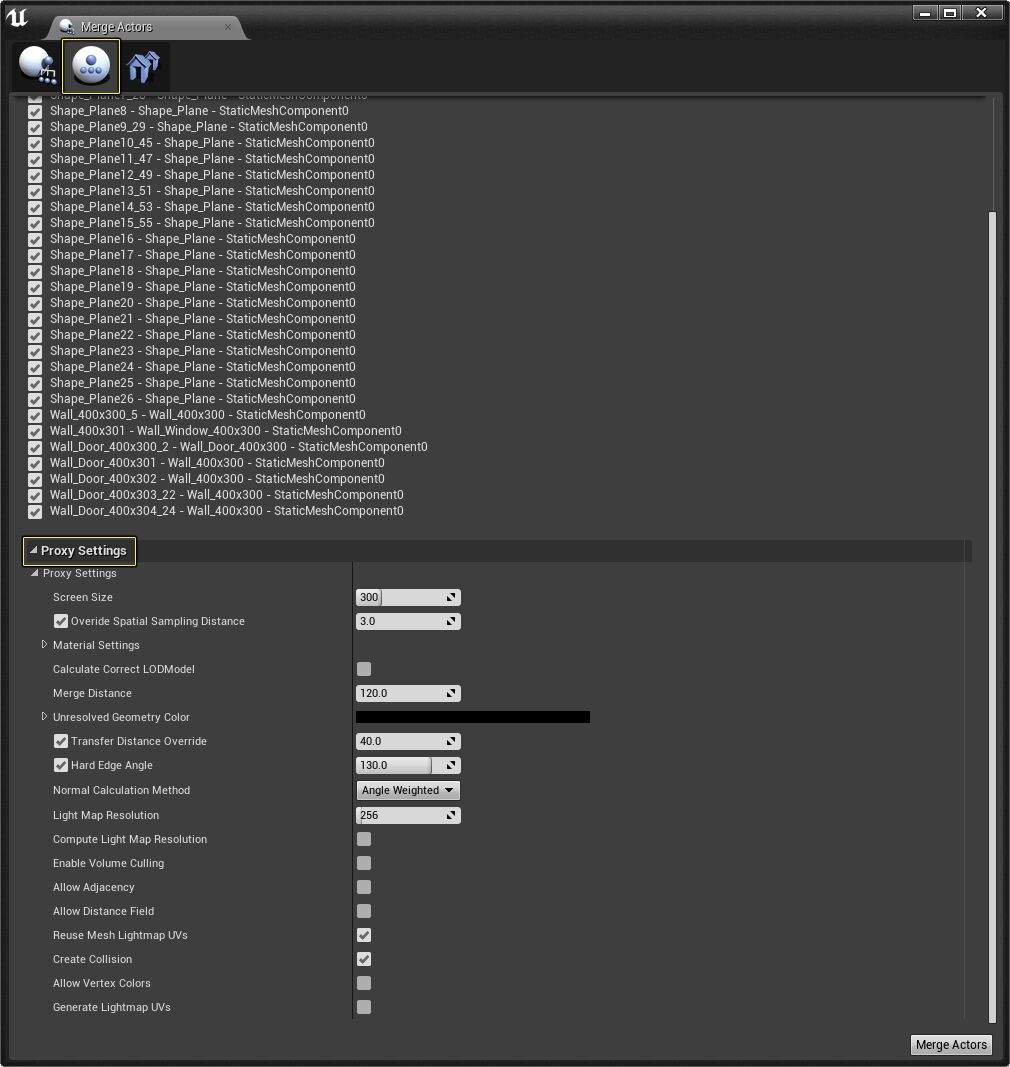 Merge Actors
Shape_Plane8 - Shape_Plane - StaticMeshComponent0
Shape_Plane9_29 - Shape_Plane - StaticMeshComponent0
Shape_Plane10_45 - Shape_Plane - StaticMeshComponent0
Shape_Plane11_47 - Shape_Plane - StaticMeshComponent0
Shape_Plane12_49 - Shape_Plane - StaticMeshComponent0
Shape_Plane13_51 - Shape_Plane - StaticMeshComponent0
Shape_Plane14_53 - Shape_Plane - StaticMeshComponent0
Shape_Plane15_55 - Shape_Plane - StaticMeshComponent0
Shape_Plane16 - Shape_Plane - StaticMeshComponent0
Shape_Plane17 - Shape_Plane - StaticMeshComponent0
Shape_Plane18 - Shape_Plane - StaticMeshComponent0
Shape_Plane19 - Shape_Plane - StaticMeshComponent0
Shape_Plane20 - Shape_Plane - StaticMeshComponent0
Shape_Plane21 - Shape_Plane - StaticMeshComponent0
Shape_Plane22 - Shape_Plane - StaticMeshComponent0
Shape_Plane23 - Shape_Plane - StaticMeshComponent0
Shape_Plane24 - Shape_Plane - StaticMeshComponent0
Shape_Plane25 - Shape_Plane - StaticMeshComponent0
Shape_Plane26 - Shape_Plane - StaticMeshComponent0
Wall_400x300_5 - Wall_400x300 - StaticMeshComponent0
Wall_400x301 - Wall_Window_400x300 - StaticMeshComponent0
Wall_Door_400x300_2 - Wall_Door_400x300 - StaticMeshComponent0
Wall_Door_400x301 - Wall_400x300 - StaticMeshComponent0
Wall_Door_400x302 - Wall_400x300 - StaticMeshComponent0
Wall_Door_400x303_22 - Wall_400x300 - StaticMeshComponent0
Wall_Door_400x304_24 - Wall_400x300 - StaticMeshComponent0
Proxy Settings
Proxy Settings
Screen Size 300
Overide Spatial Sampling Distance 3.0
Material Settings
Calculate Correct LODModel
Merge Distance 120.0
Unresolved Geometry Color
Transfer Distance Override 40.0
Hard Edge Angle 130.0
Normal Calculation Method Angle Weighted
Light Map Resolution 256
Compute Light Map Resolution
Enable Volume Culling
Allow Adjacency
Allow Distance Field
Reuse Mesh Lightmap UVs
Create Collision
Allow Vertex Colors
Generate Lightmap UVs
Merge Actors